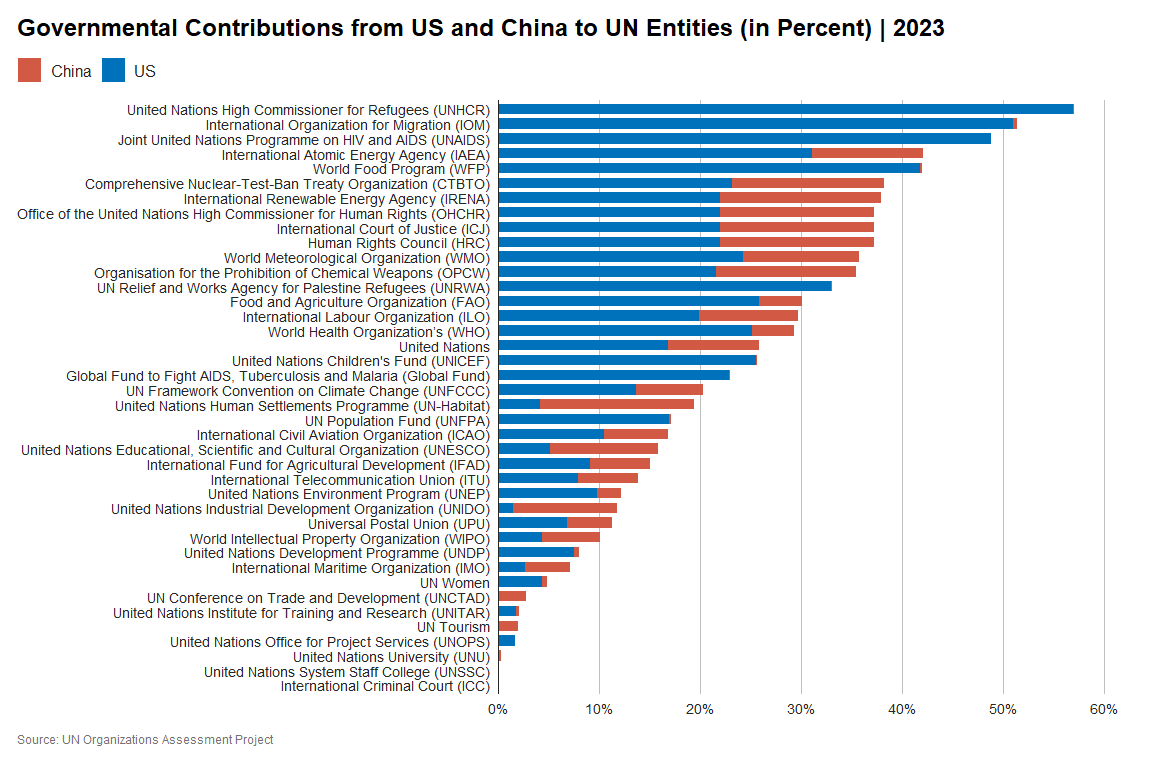 Governmental Contributions from US and China to UN Entities (in Percent) | 2023
China US
United Nations High Commissioner for Refugees (UNHCR)
International Organization for Migration (IOM)
Joint United Nations Programme on HIV and AIDS (UNAIDS)
International Atomic Energy Agency (IAEA)
World Food Program (WFP)
Comprehensive Nuclear-Test-Ban Treaty Organization (CTBTO)
International Renewable Energy Agency (IRENA)
Office of the United Nations High Commissioner for Human Rights (OHCHR)
International Court of Justice (ICJ)
Human Rights Council (HRC)
World Meteorological Organization (WMO)
Organisation for the Prohibition of Chemical Weapons (OPCW)
UN Relief and Works Agency for Palestine Refugees (UNRWA)
Food and Agriculture Organization (FAO)
International Labour Organization (ILO)
World Health Organization's (WHO)
United Nations
United Nations Children's Fund (UNICEF)
Global Fund to Fight AIDS, Tuberculosis and Malaria (Global Fund)
UN Framework Convention on Climate Change (UNFCCC)
United Nations Human Settlements Programme (UN-Habitat)
UN Population Fund (UNFPA)
International Civil Aviation Organization (ICAO)
United Nations Educational, Scientific and Cultural Organization (UNESCO)
International Fund for Agricultural Development (IFAD)
International Telecommunication Union (ITU)
United Nations Environment Program (UNEP)
United Nations Industrial Development Organization (UNIDO)
Universal Postal Union (UPU)
World Intellectual Property Organization (WIPO)
United Nations Development Programme (UNDP)
International Maritime Organization (IMO)
UN Women
UN Conference on Trade and Development (UNCTAD)
United Nations Institute for Training and Research (UNITAR)
UN Tourism
United Nations Office for Project Services (UNOPS)
United Nations University (UNU)
United Nations System Staff College (UNSSC)
International Criminal Court (ICC)
0% 10% 20% 30% 40% 50% 60%
Source: UN Organizations Assessment Project